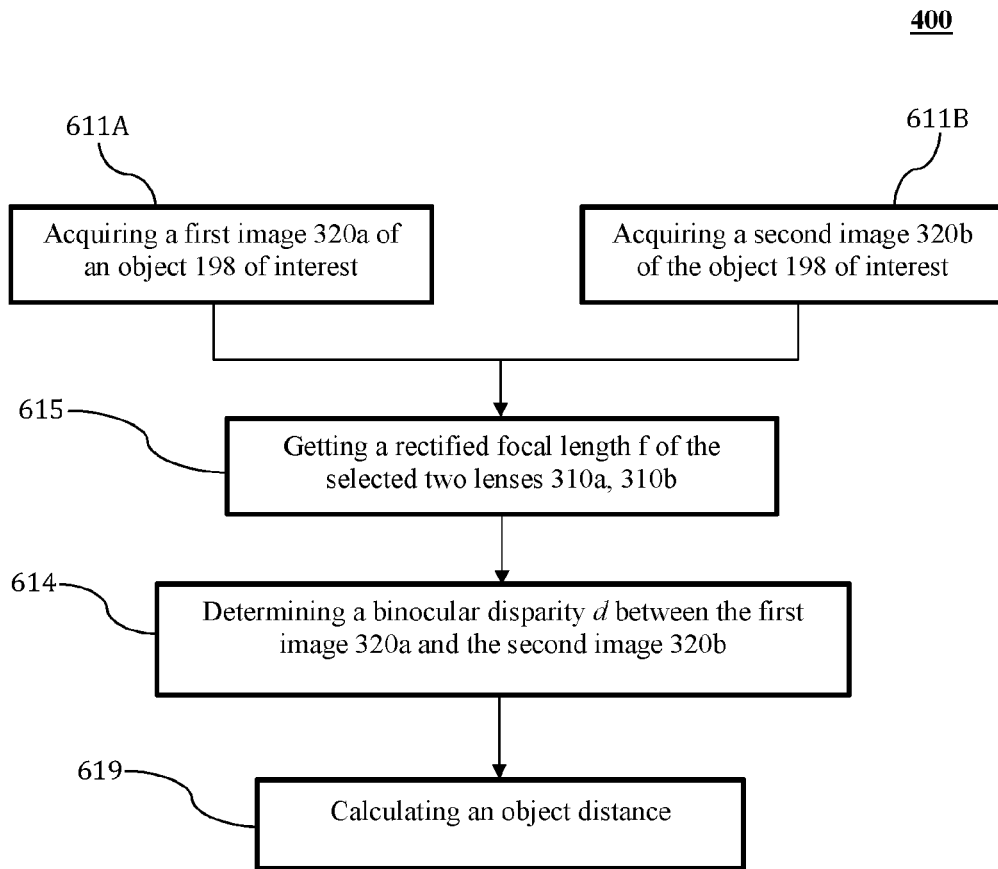 400
611A
611B
Acquiring a first image 320a of
an object 198 of interest
Acquiring a second image 320b
of the object 198 of interest
615
Getting a rectified focal length f of the
selected two lenses 310a, 310b
614
Determining a binocular disparity d between the first
image 320a and the second image 320b
619
Calculating an object distance